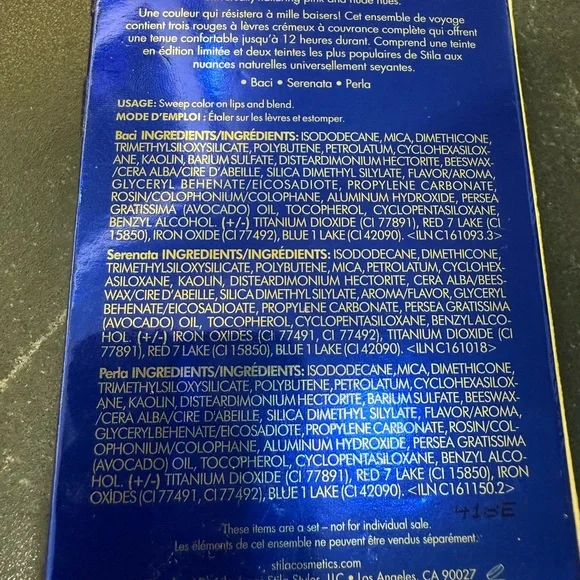 universally flattering pink and nude hues.
Une couleur qui résistera à mille baisers! Cet ensemble de voyage
contient trois rouges à lèvres crémeux à couvrance complète qui offrent
une tenue confortable jusqu'à 12 heures durant. Comprend une teinte
en édition limitée et deux teintes les plus populaires de Stila aux
nuances naturelles universellement seyantes.
• Baci • Serenata • Perla
USAGE: Sweep color on lips and blend.
MODE D'EMPLOI : Étaler sur les lèvres et estomper.
Baci INGREDIENTS/INGRÉDIENTS: ISODODECANE, MICA, DIMETHICONE,
TRIMETHYLSILOXYSILICATE, POLYBUTENE, PETROLATUM, CYCLOHEXASILOX-
ANE, KAOLIN, BARIUM SULFATE, DISTEARDIMONIUM HECTORITE, BEESWAX-
/CERA ALBA/CIRE D'ABEILLE, SILICA DIMETHYL SILYLATE, FLAVOR/AROMA,
GLYCERYL BEHENATE/EICOSADIOATE, PROPYLENE CARBONATE,
ROSIN/COLOPHONIUM/COLOPHANE, ALUMINUM HYDROXIDE, PERSEA
GRATISSIMA (AVOCADO) OIL, TOCOPHEROL, CYCLOPENTASILOXANE,
BENZYL ALCOHOL. (+/-) TITANIUM DIOXIDE (CI 77891), RED 7 LAKE (CI
15850), IRON OXIDE (CI 77492), BLUE 1 LAKE (CI 42090). <ILN C161093.3>
Serenata INGREDIENTS/INGRÉDIENTS: ISODODECANE, DIMETHICONE,
TRIMETHYLSILOXYSILICATE, POLYBUTENE, MICA, PETROLATUM, CYCLOHEX-
ASILOXANE, KAOLIN, DISTEARDIMONIUM HECTORITE, CERA ALBA/BEES-
WAX/CIRE D'ABEILLE, SILICA DIMETHYL SILYLATE, AROMA/FLAVOR, GLYCERYL
BEHENATE/EICOSADIOATE, PROPYLENE CARBONATE, PERSEA GRATISSIMA
(AVOCADO) OIL, TOCOPHEROL, CYCLOPENTASILOXANE, BENZYL ALCO-
HOL. (+/-) IRON OXIDES (CI 77491, CI 77492), TITANIUM DIOXIDE (CI
77891), RED 7 LAKE (CI 15850), BLUE 1 LAKE (CI 42090). <ILN C161018>
Perla INGREDIENTS/INGRÉDIENTS: ISODODECANE, MICA, DIMETHICONE,
TRIMETHYLSILOXYSILICATE, POLYBUTENE, PETROLATUM, CYCLOHEXASILOX-
ANE, KAOLIN, DISTEARDIMONIUM HECTORITE, BARIUM SULFATE, BEESWAX-
/CERA ALBA/CIRE D'ABEILLE, SILICA DIMETHYL SILYLATE, FLAVOR/AROMA,
GLYCERYL BEHENATE/EICOSADIOATE, PROPYLENE CARBONATE, ROSIN/COL-
OPHONIUM/COLOPHANE, ALUMINUM HYDROXIDE, PERSEA GRATISSIMA
(AVOCADO) OIL, TOCOPHEROL, CYCLOPENTASILOXANE, BENZYL ALCO-
HOL. (+/-) TITANIUM DIOXIDE (CI 77891), RED 7 LAKE (CI 15850), IRON
OXIDES (CI 77491, CI 77492), BLUE 1 LAKE (CI 42090). <ILN C161150.2>
418E
These items are a set – not for individual sale.
Les éléments de cet ensemble ne peuvent être vendus séparément.
stilacosmetics.com
Stila Styles, LLC • Los Angeles, CA 90027